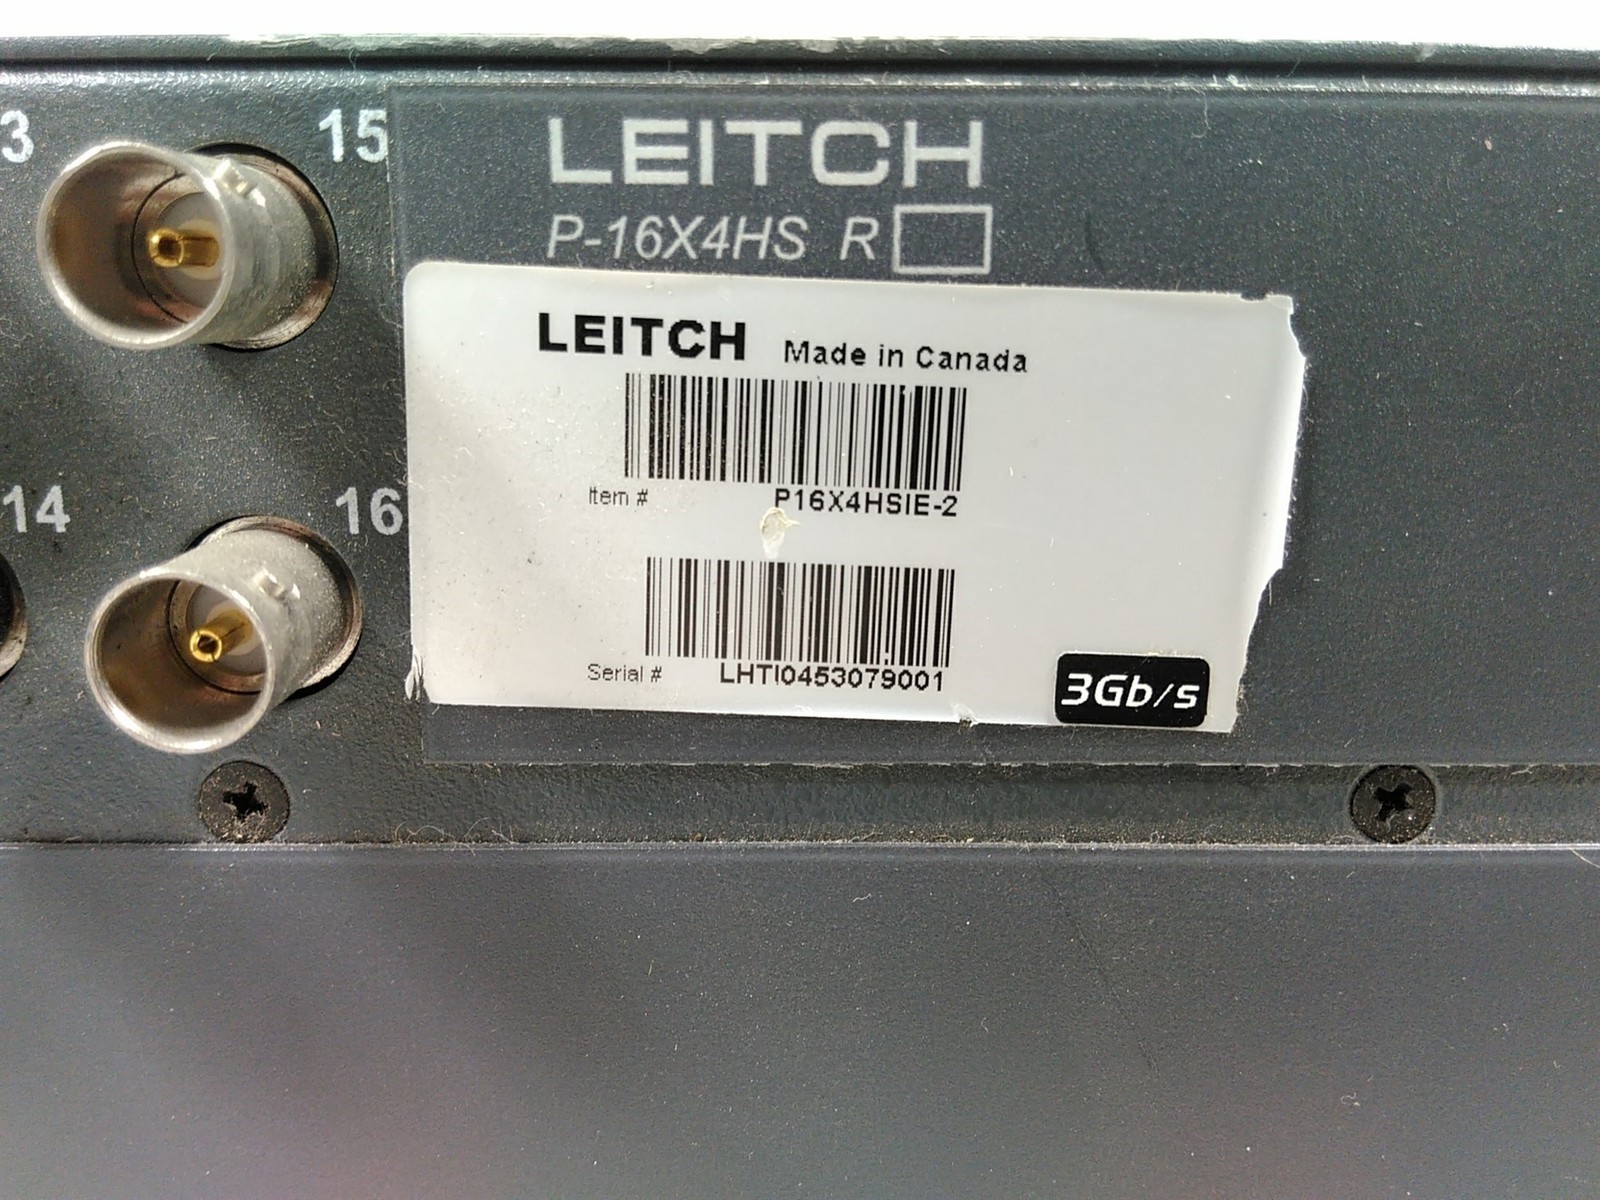 3
15
LEITCH
P-16X4HS R
LEITCH Made in Canada
Item # P16X4HSIE-2
14
16
Serial # LHTI0453079001
3Gb/s